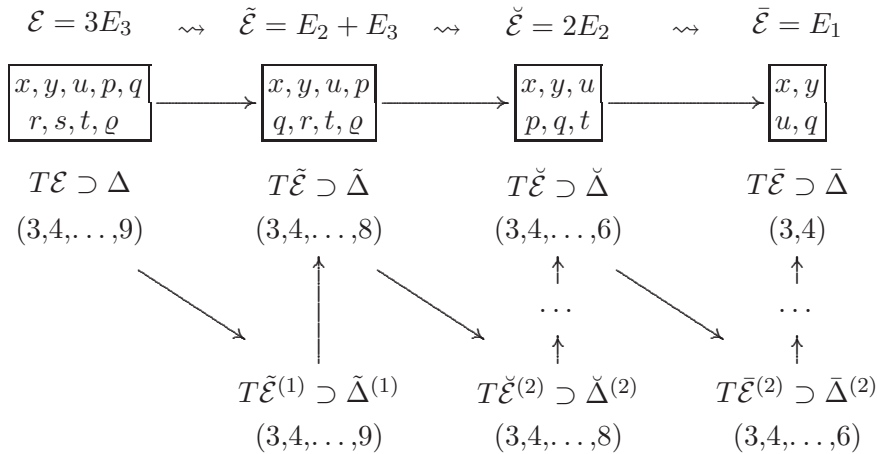 ℰ = 3E₃ ⇝ ℰ̃ = E₂ + E₃ ⇝ ℰ̆ = 2E₂ ⇝ ℰ̄ = E₁
x, y, u, p, q x, y, u, p x, y, u x, y
r, s, t, ϱ q, r, t, ϱ p, q, t u, q
Tℰ ⊃ Δ Tℰ̃ ⊃ Δ̃ Tℰ̆ ⊃ Δ̆ Tℰ̄ ⊃ Δ̄
(3,4,...,9) (3,4,...,8) (3,4,...,6) (3,4)
... ...
Tℰ̃⁽¹⁾ ⊃ Δ̃⁽¹⁾ Tℰ̆⁽²⁾ ⊃ Δ̆⁽²⁾ Tℰ̄⁽²⁾ ⊃ Δ̄⁽²⁾
(3,4,...,9) (3,4,...,8) (3,4,...,6)